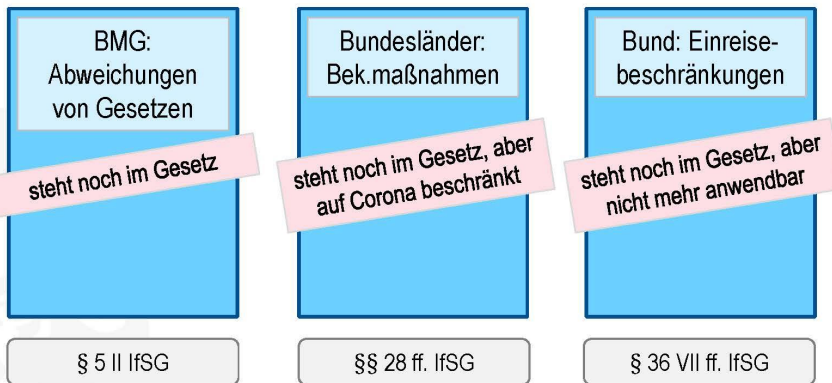 BMG:
Abweichungen
von Gesetzen
steht noch im Gesetz
§ 5 II IfSG
Bundesländer:
Bek.maßnahmen
steht noch im Gesetz, aber
auf Corona beschränkt
§§ 28 ff. IfSG
Bund: Einreise-
beschränkungen
steht noch im Gesetz, aber
nicht mehr anwendbar
§ 36 VII ff. IfSG